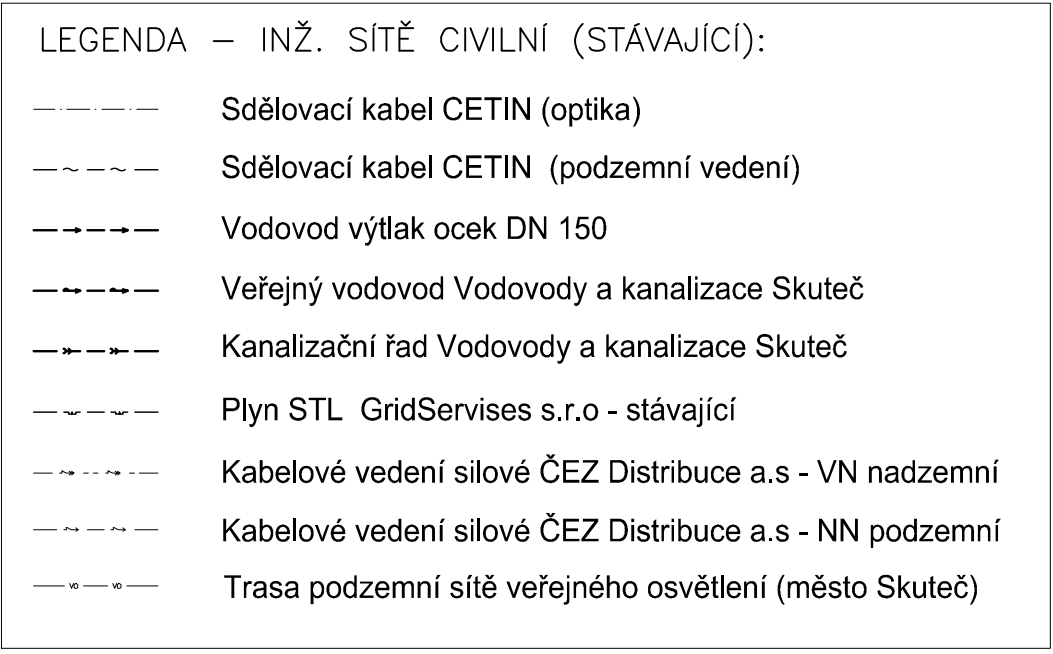 LEGENDA – INŽ. SÍTĚ CIVILNÍ (STÁVAJÍCÍ):
Sdělovací kabel CETIN (optika)
Sdělovací kabel CETIN (podzemní vedení)
Vodovod výtlak ocek DN 150
Veřejný vodovod Vodovody a kanalizace Skuteč
Kanalizační řad Vodovody a kanalizace Skuteč
Plyn STL GridServises s.r.o - stávající
Kabelové vedení silové ČEZ Distribuce a.s - VN nadzemní
Kabelové vedení silové ČEZ Distribuce a.s - NN podzemní
vo vo Trasa podzemní sítě veřejného osvětlení (město Skuteč)